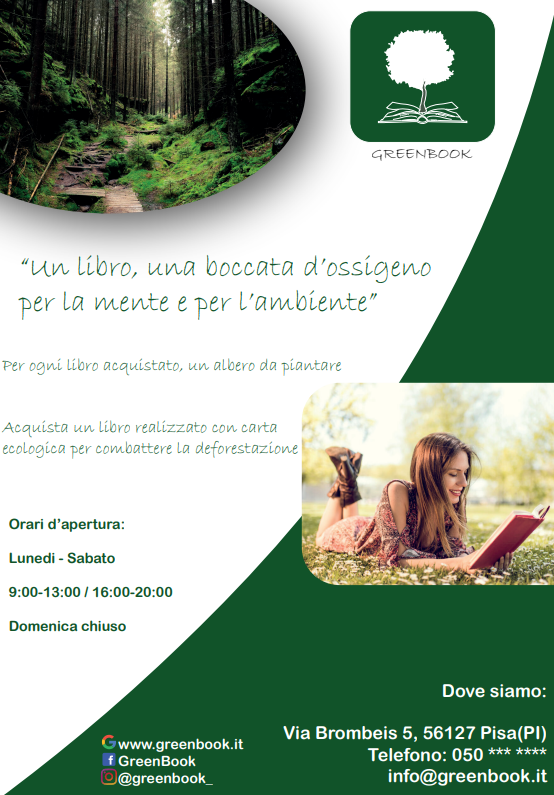 GREENBOOK
“Un libro, una boccata d’ossigeno
per la mente e per l’ambiente”
Per ogni libro acquistato, un albero da piantare
Acquista un libro realizzato con carta
ecologica per combattere la deforestazione
Orari d’apertura:
Lunedi - Sabato
9:00-13:00 / 16:00-20:00
Domenica chiuso
Dove siamo:
Via Brombeis 5, 56127 Pisa(PI)
Telefono: 050 *** ****
info@greenbook.it
www.greenbook.it
GreenBook
@greenbook_